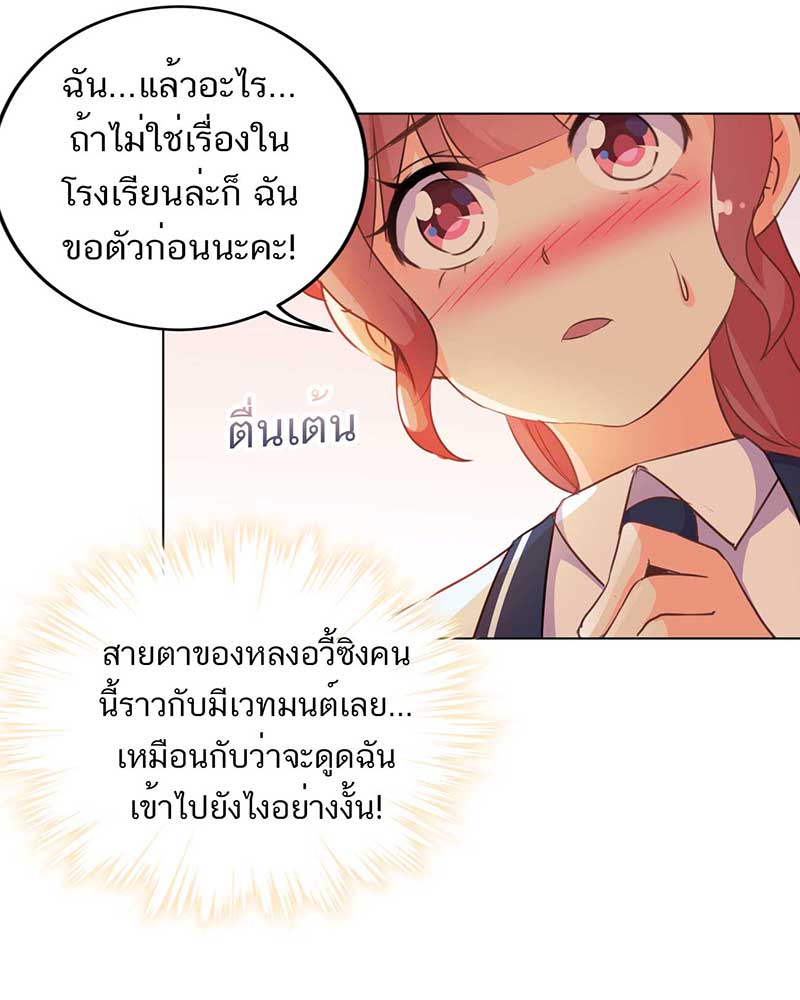 ฉัน...แล้วอะไร...
ถ้าไม่ใช่เรื่องใน
โรงเรียนล่ะก็ ฉัน
ขอตัวก่อนนะคะ!
ตื่นเต้น
สายตาของหลงอวี้ซิงคน
นี้ราวกับมีเวทมนต์เลย...
เหมือนกับว่าจะดูดฉัน
เข้าไปยังไงอย่างงั้น!